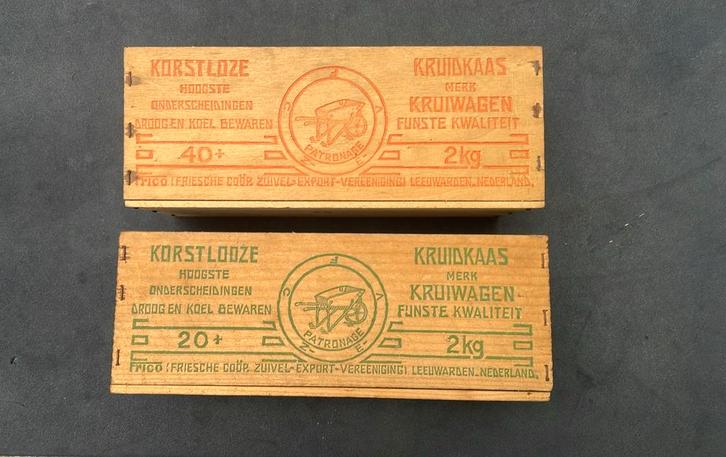 KORSTLOZE
HOOGSTE
ONDERSCHEIDINGEN
DROOG EN KOEL BEWAREN
40+
F
C V
PATRONAGE
Z- E-
KRUIDKAAS
MERK
KRUIWAGEN
FIJNSTE KWALITEIT
2kg
FRICO (FRIESCHE COÖP. ZUIVEL-EXPORT-VEREENIGING) LEEUWARDEN.NEDERLAND.
KORSTLOOZE
HOOGSTE
ONDERSCHEIDINGEN
DROOG EN KOEL BEWAREN
20+
F
C V
PATRONAGE
Z- E-
KRUIDKAAS
MERK
KRUIWAGEN
FIJNSTE KWALITEIT
2kg
FRICO (FRIESCHE COÖP. ZUIVEL-EXPORT-VEREENIGING) LEEUWARDEN.NEDERLAND.